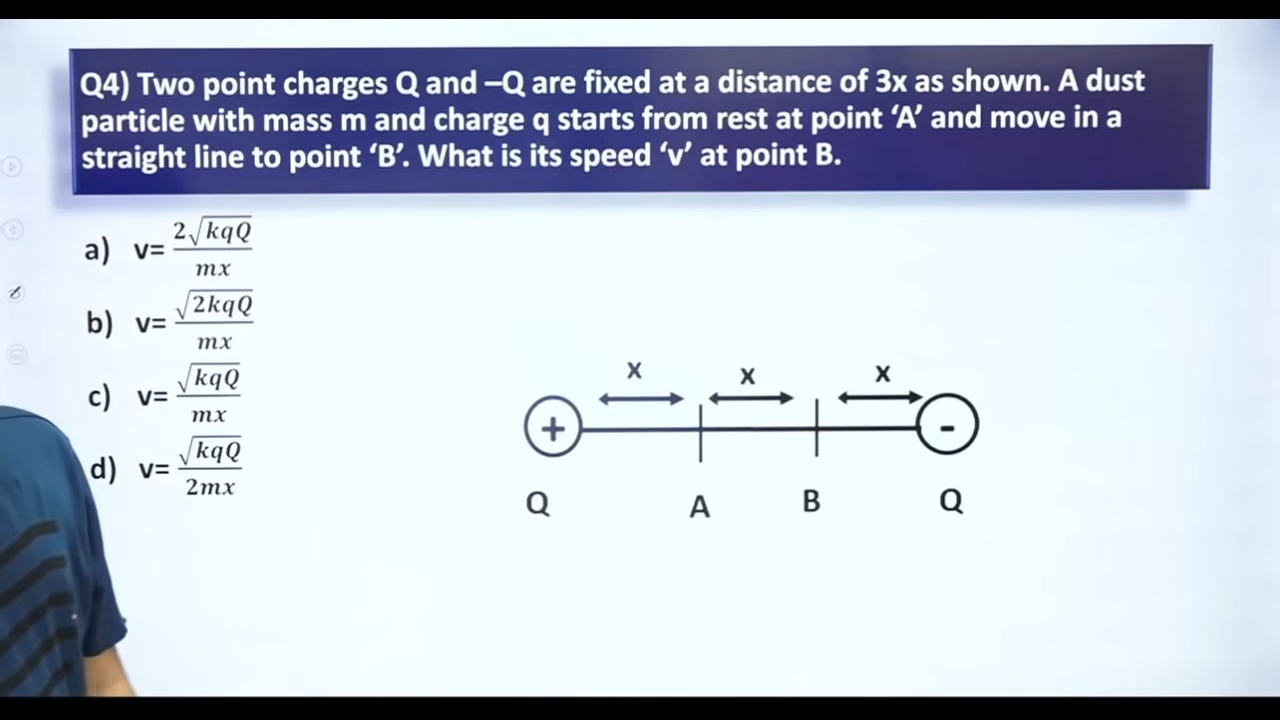 Q4) Two point charges Q and –Q are fixed at a distance of 3x as shown. A dust
particle with mass m and charge q starts from rest at point ‘A’ and move in a
straight line to point ‘B’. What is its speed ‘v’ at point B.
a) v= 2√kqQ / mx
b) v= √2kqQ / mx
c) v= √kqQ / mx
d) v= √kqQ / 2mx
x x x
+ -
Q A B Q